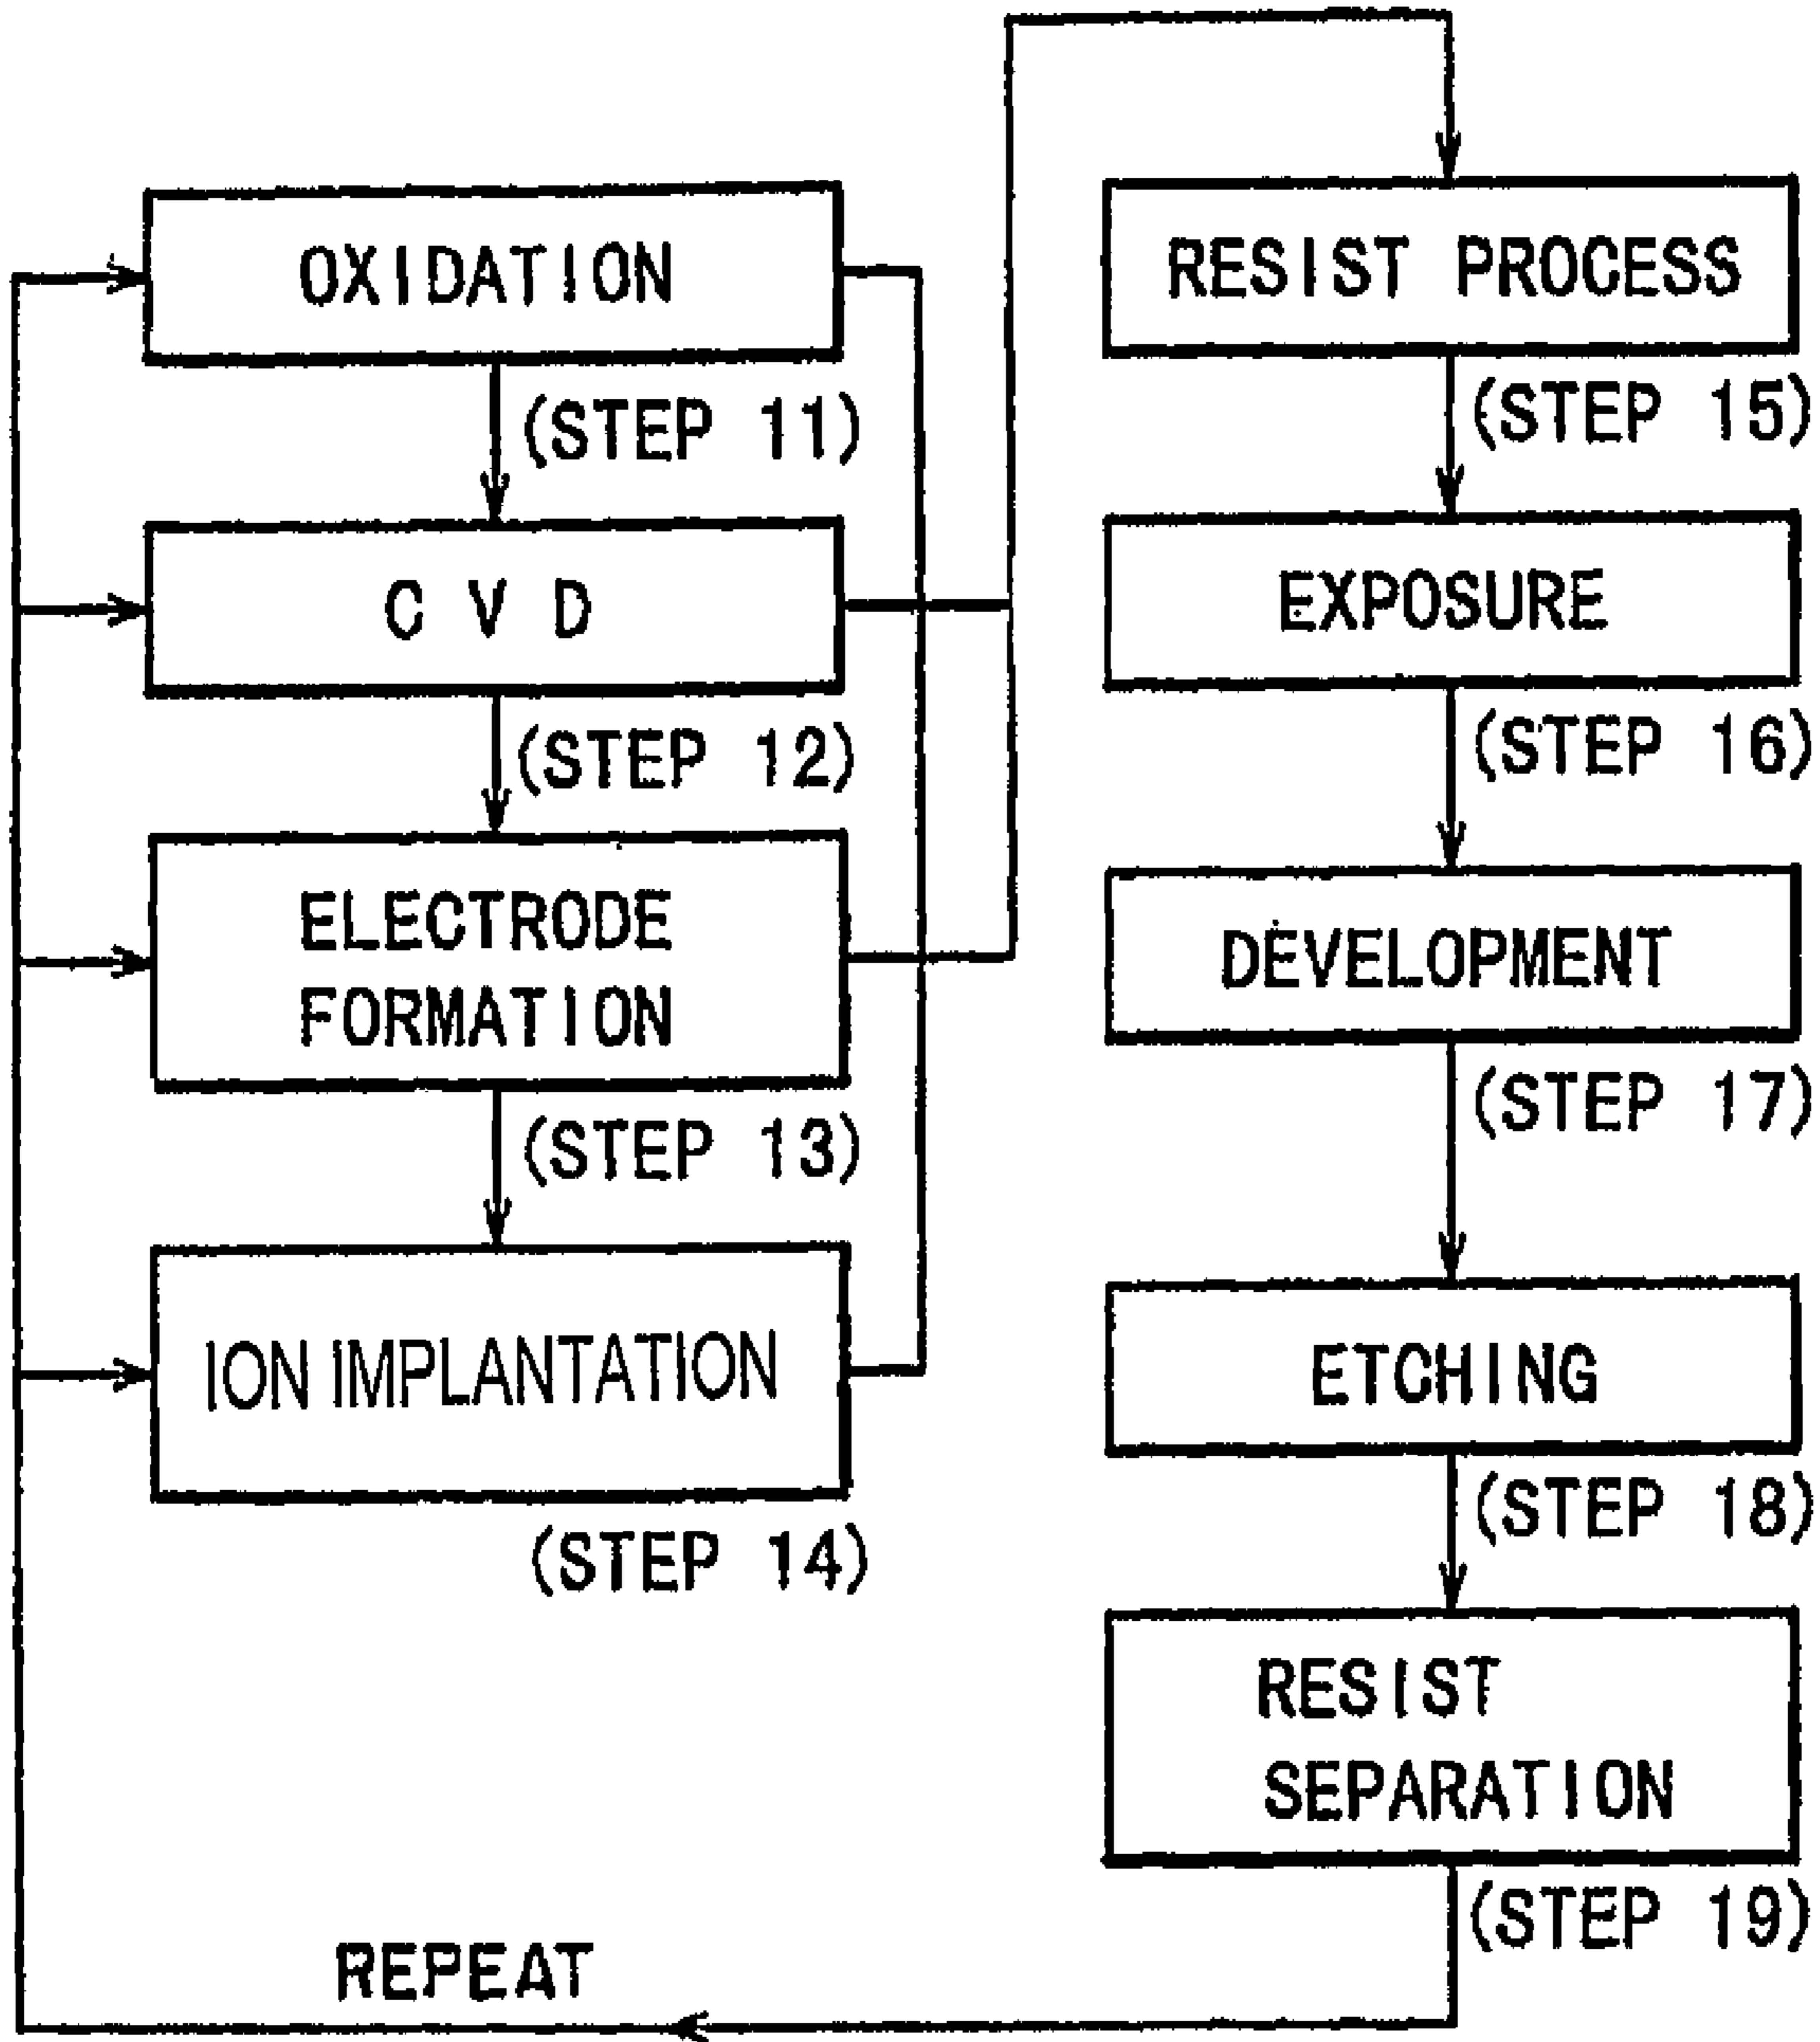 OXIDATION
(STEP 11)
C V D
(STEP 12)
ELECTRODE
FORMATION
(STEP 13)
ION IMPLANTATION
(STEP 14)
RESIST PROCESS
(STEP 15)
EXPOSURE
(STEP 16)
DEVELOPMENT
(STEP 17)
ETCHING
(STEP 18)
RESIST
SEPARATION
(STEP 19)
REPEAT